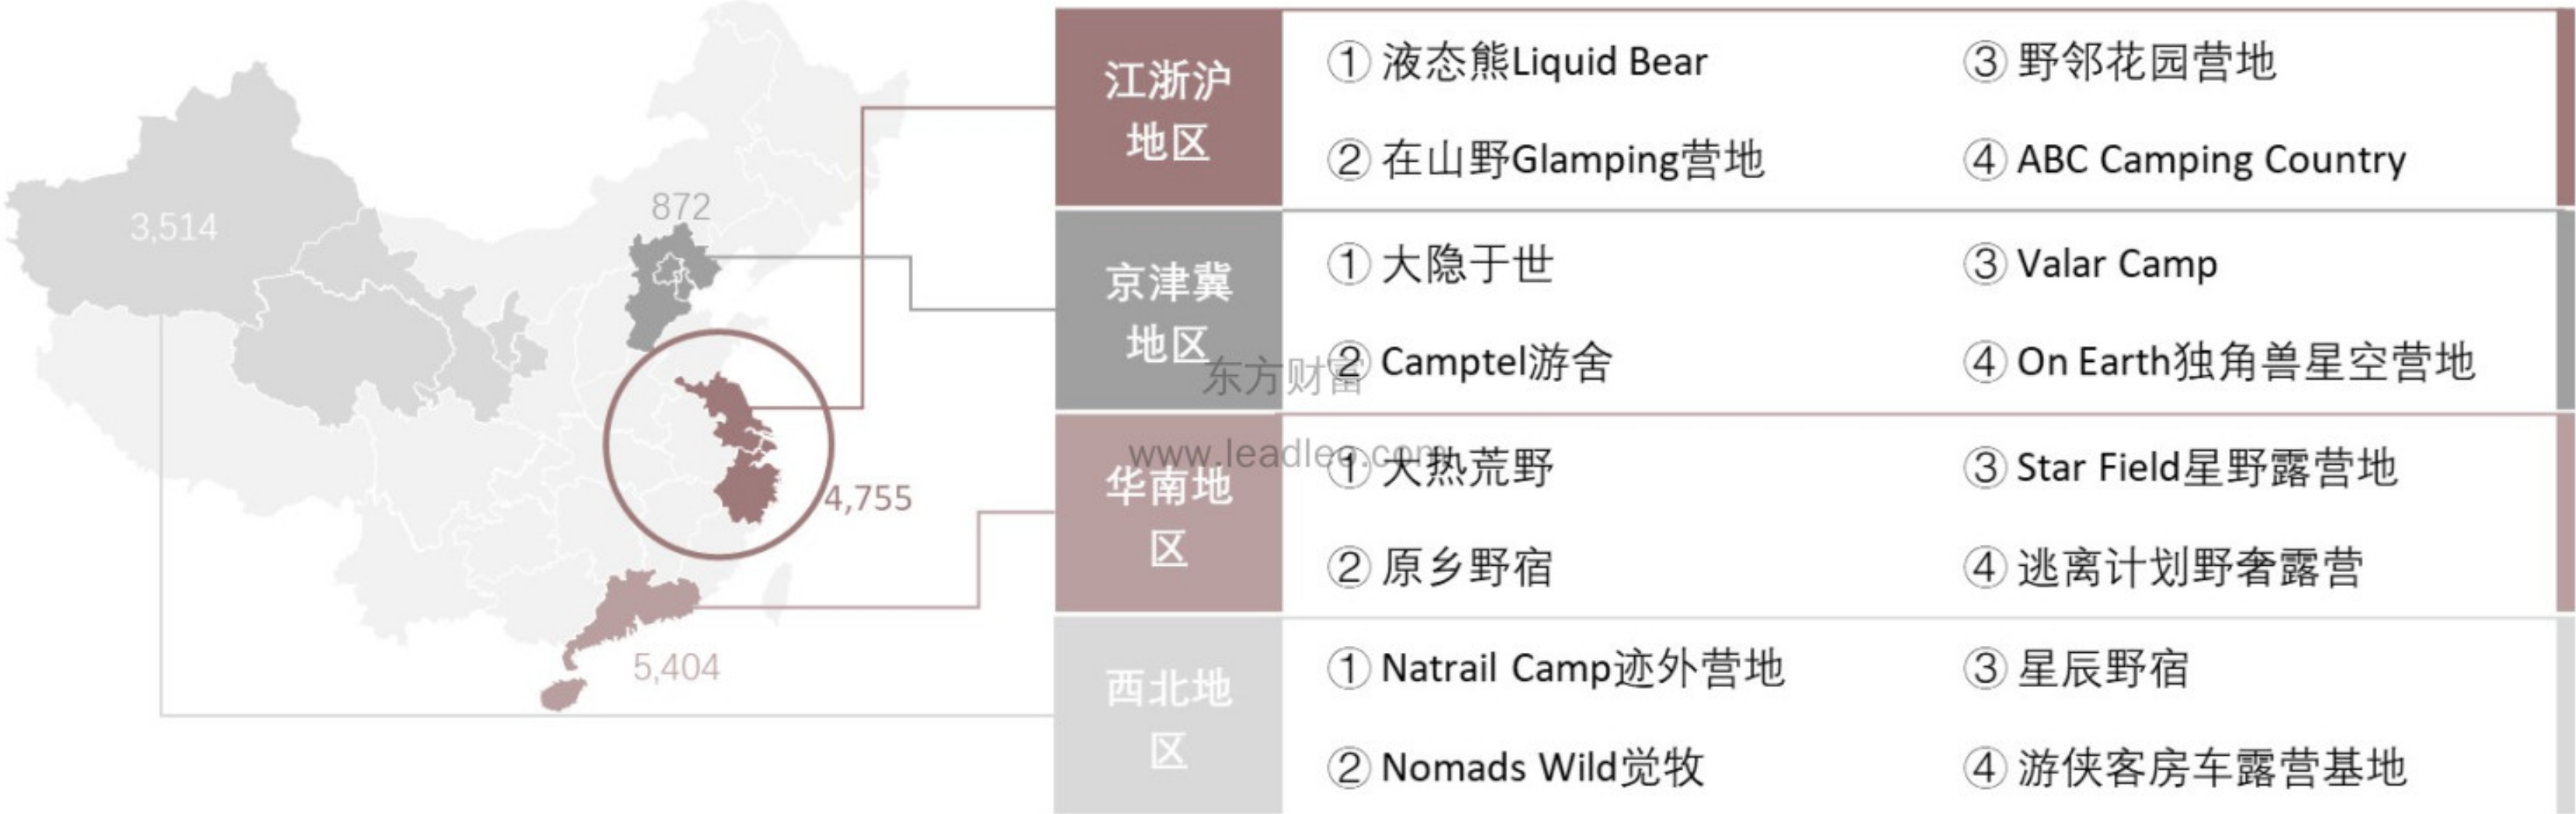 3,514
872
4,755
5,404
江浙沪
地区
① 液态熊Liquid Bear
③ 野邻花园营地
② 在山野Glamping营地
④ ABC Camping Country
京津冀
地区
① 大隐于世
③ Valar Camp
② Camptel游舍
④ On Earth独角兽星空营地
东方财富
www.leadleo.com
华南地
区
① 大热荒野
③ Star Field星野露营地
② 原乡野宿
④ 逃离计划野奢露营
西北地
区
① Natrail Camp迹外营地
③ 星辰野宿
② Nomads Wild觉牧
④ 游侠客房车露营基地